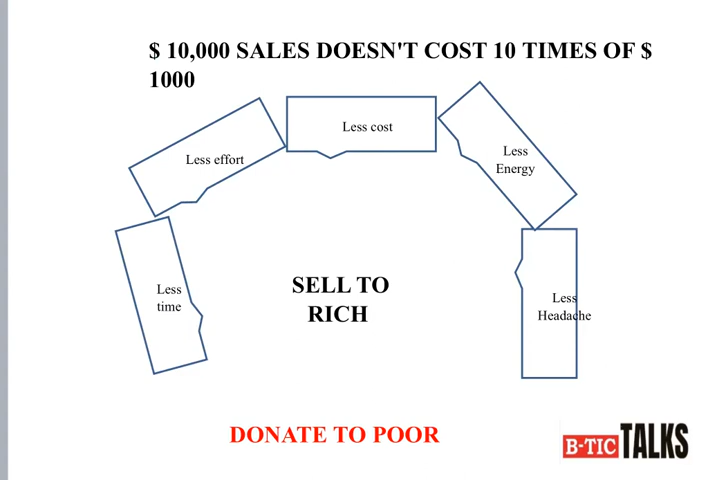 $ 10,000 SALES DOESN'T COST 10 TIMES OF $
1000
Less effort
Less cost
Less
Energy
Less
time
SELL TO
RICH
Less
Headache
DONATE TO POOR
B-TIC TALKS